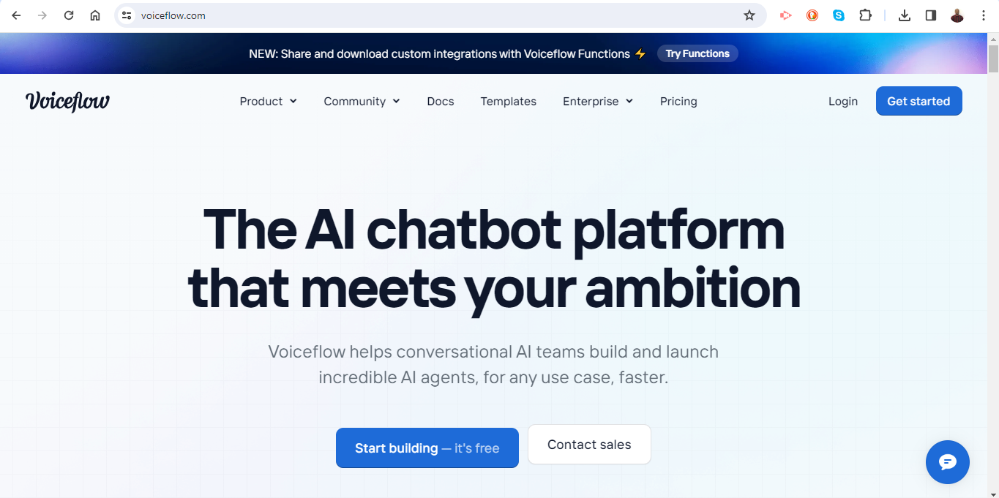 voiceflow.com
NEW: Share and download custom integrations with Voiceflow Functions ⚡ Try Functions
Voiceflow Product Community Docs Templates Enterprise Pricing Login Get started
The AI chatbot platform
that meets your ambition
Voiceflow helps conversational AI teams build and launch
incredible AI agents, for any use case, faster.
Start building — it's free Contact sales